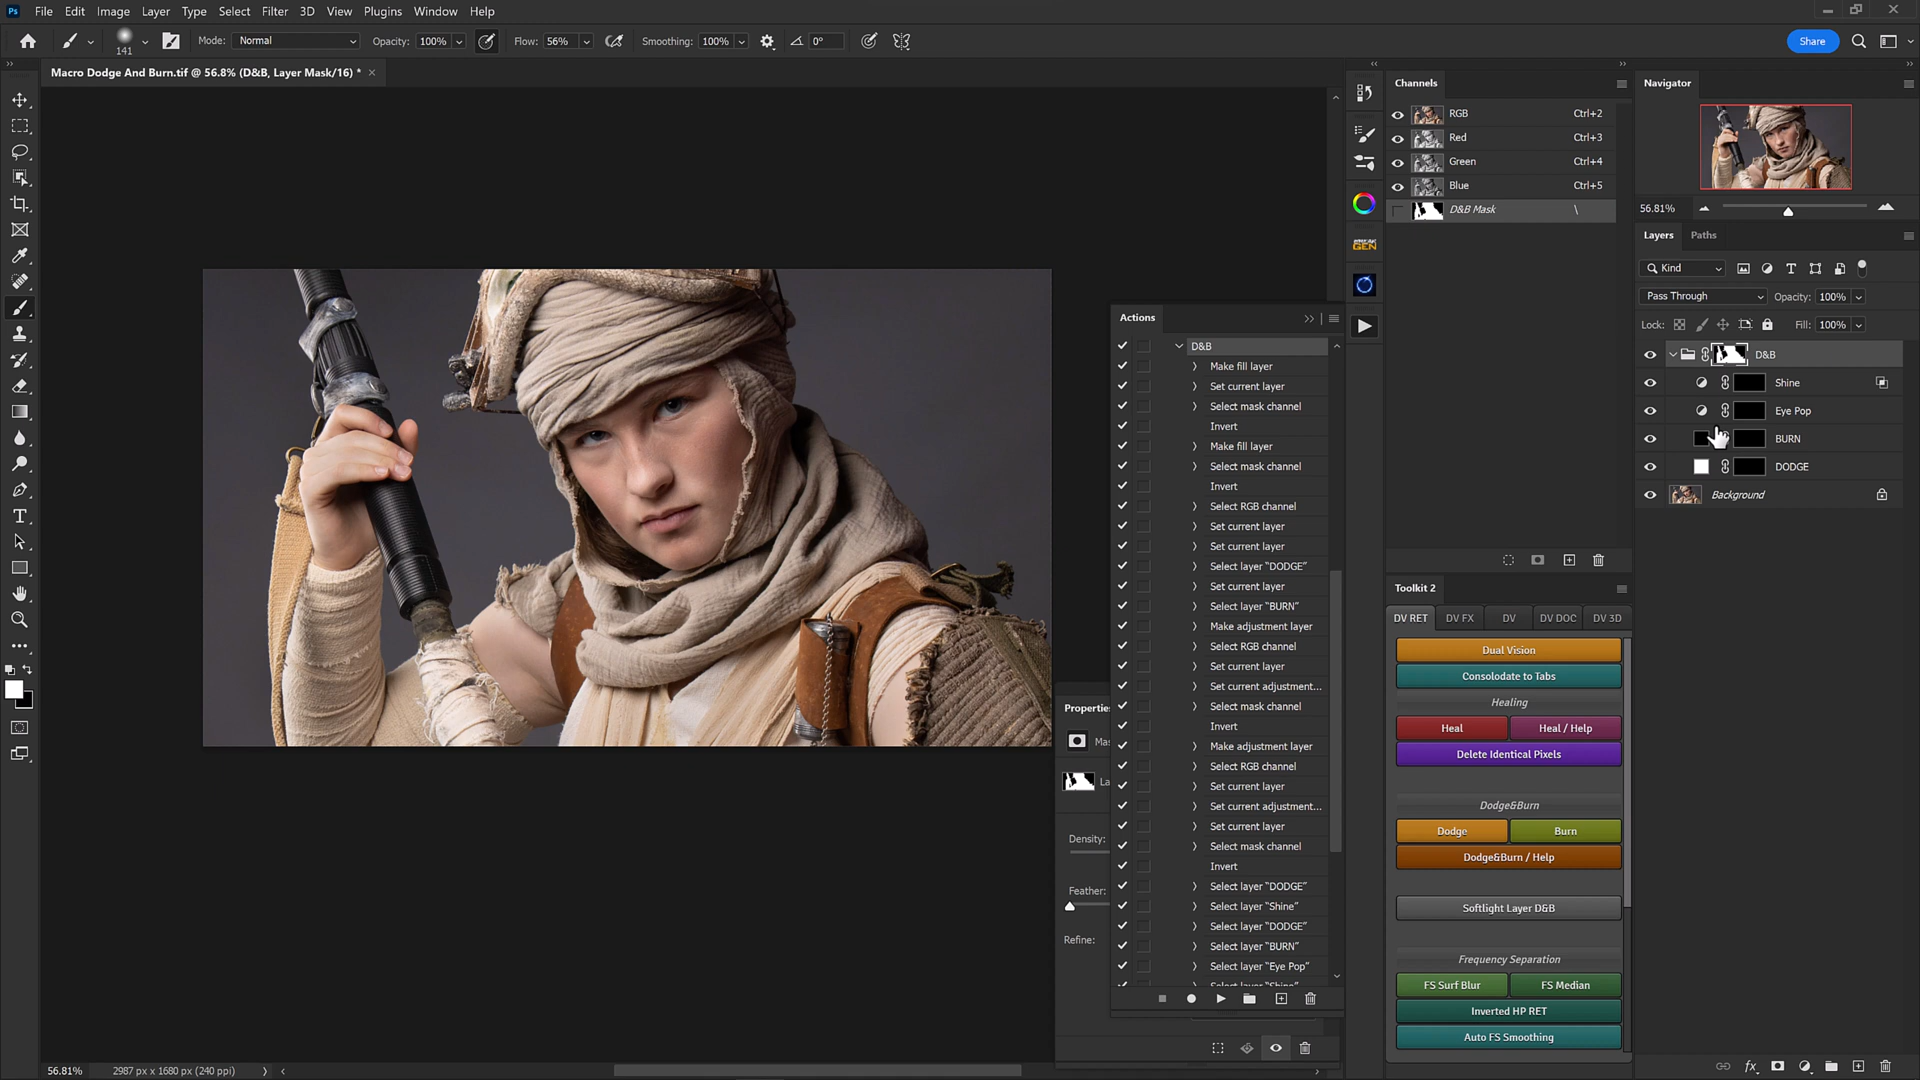 Ps File Edit Image Layer Type Select Filter 3D View Plugins Window Help
141 Mode: Normal Opacity: 100% Flow: 56% Smoothing: 100% 0° Share
Macro Dodge And Burn.tif @ 56.8% (D&B, Layer Mask/16) * ×
Channels
RGB Ctrl+2
Red Ctrl+3
Green Ctrl+4
Blue Ctrl+5
D&B Mask \
Navigator
56.81%
Layers Paths
Kind
Pass Through Opacity: 100%
Lock: Fill: 100%
D&B
Shine
Eye Pop
BURN
DODGE
Background
Actions
D&B
Make fill layer
Set current layer
Select mask channel
Invert
Make fill layer
Select mask channel
Invert
Select RGB channel
Set current layer
Set current layer
Select layer “DODGE”
Set current layer
Select layer “BURN”
Make adjustment layer
Select RGB channel
Set current layer
Set current adjustment...
Select mask channel
Invert
Make adjustment layer
Select RGB channel
Set current layer
Set current adjustment...
Set current layer
Select mask channel
Invert
Select layer “DODGE”
Select layer “Shine”
Select layer “DODGE”
Select layer “BURN”
Select layer “Eye Pop”
Select layer “Shine”
Properties
Mas
La
Density:
Feather:
Refine:
Toolkit 2
DV RET DV FX DV DV DOC DV 3D
Dual Vision
Consolodate to Tabs
Healing
Heal Heal / Help
Delete Identical Pixels
Dodge&Burn
Dodge Burn
Dodge&Burn / Help
Softlight Layer D&B
Frequency Separation
FS Surf Blur FS Median
Inverted HP RET
Auto FS Smoothing
56.81% 2987 px x 1680 px (240 ppi)